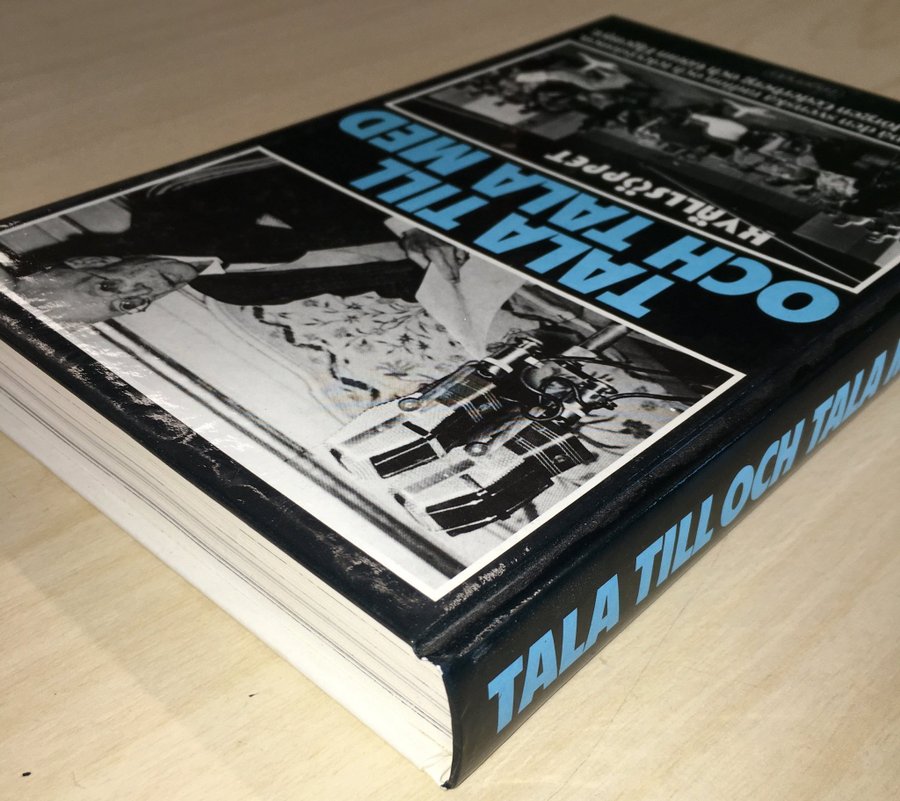 TALA TILL
OCH TALA MED
KVÄLLSÖPPET
TALA TILL OCH TALA